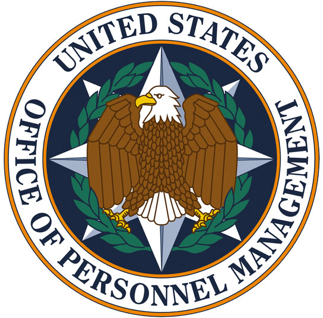 UNITED STATES
OFFICE OF PERSONNEL MANAGEMENT